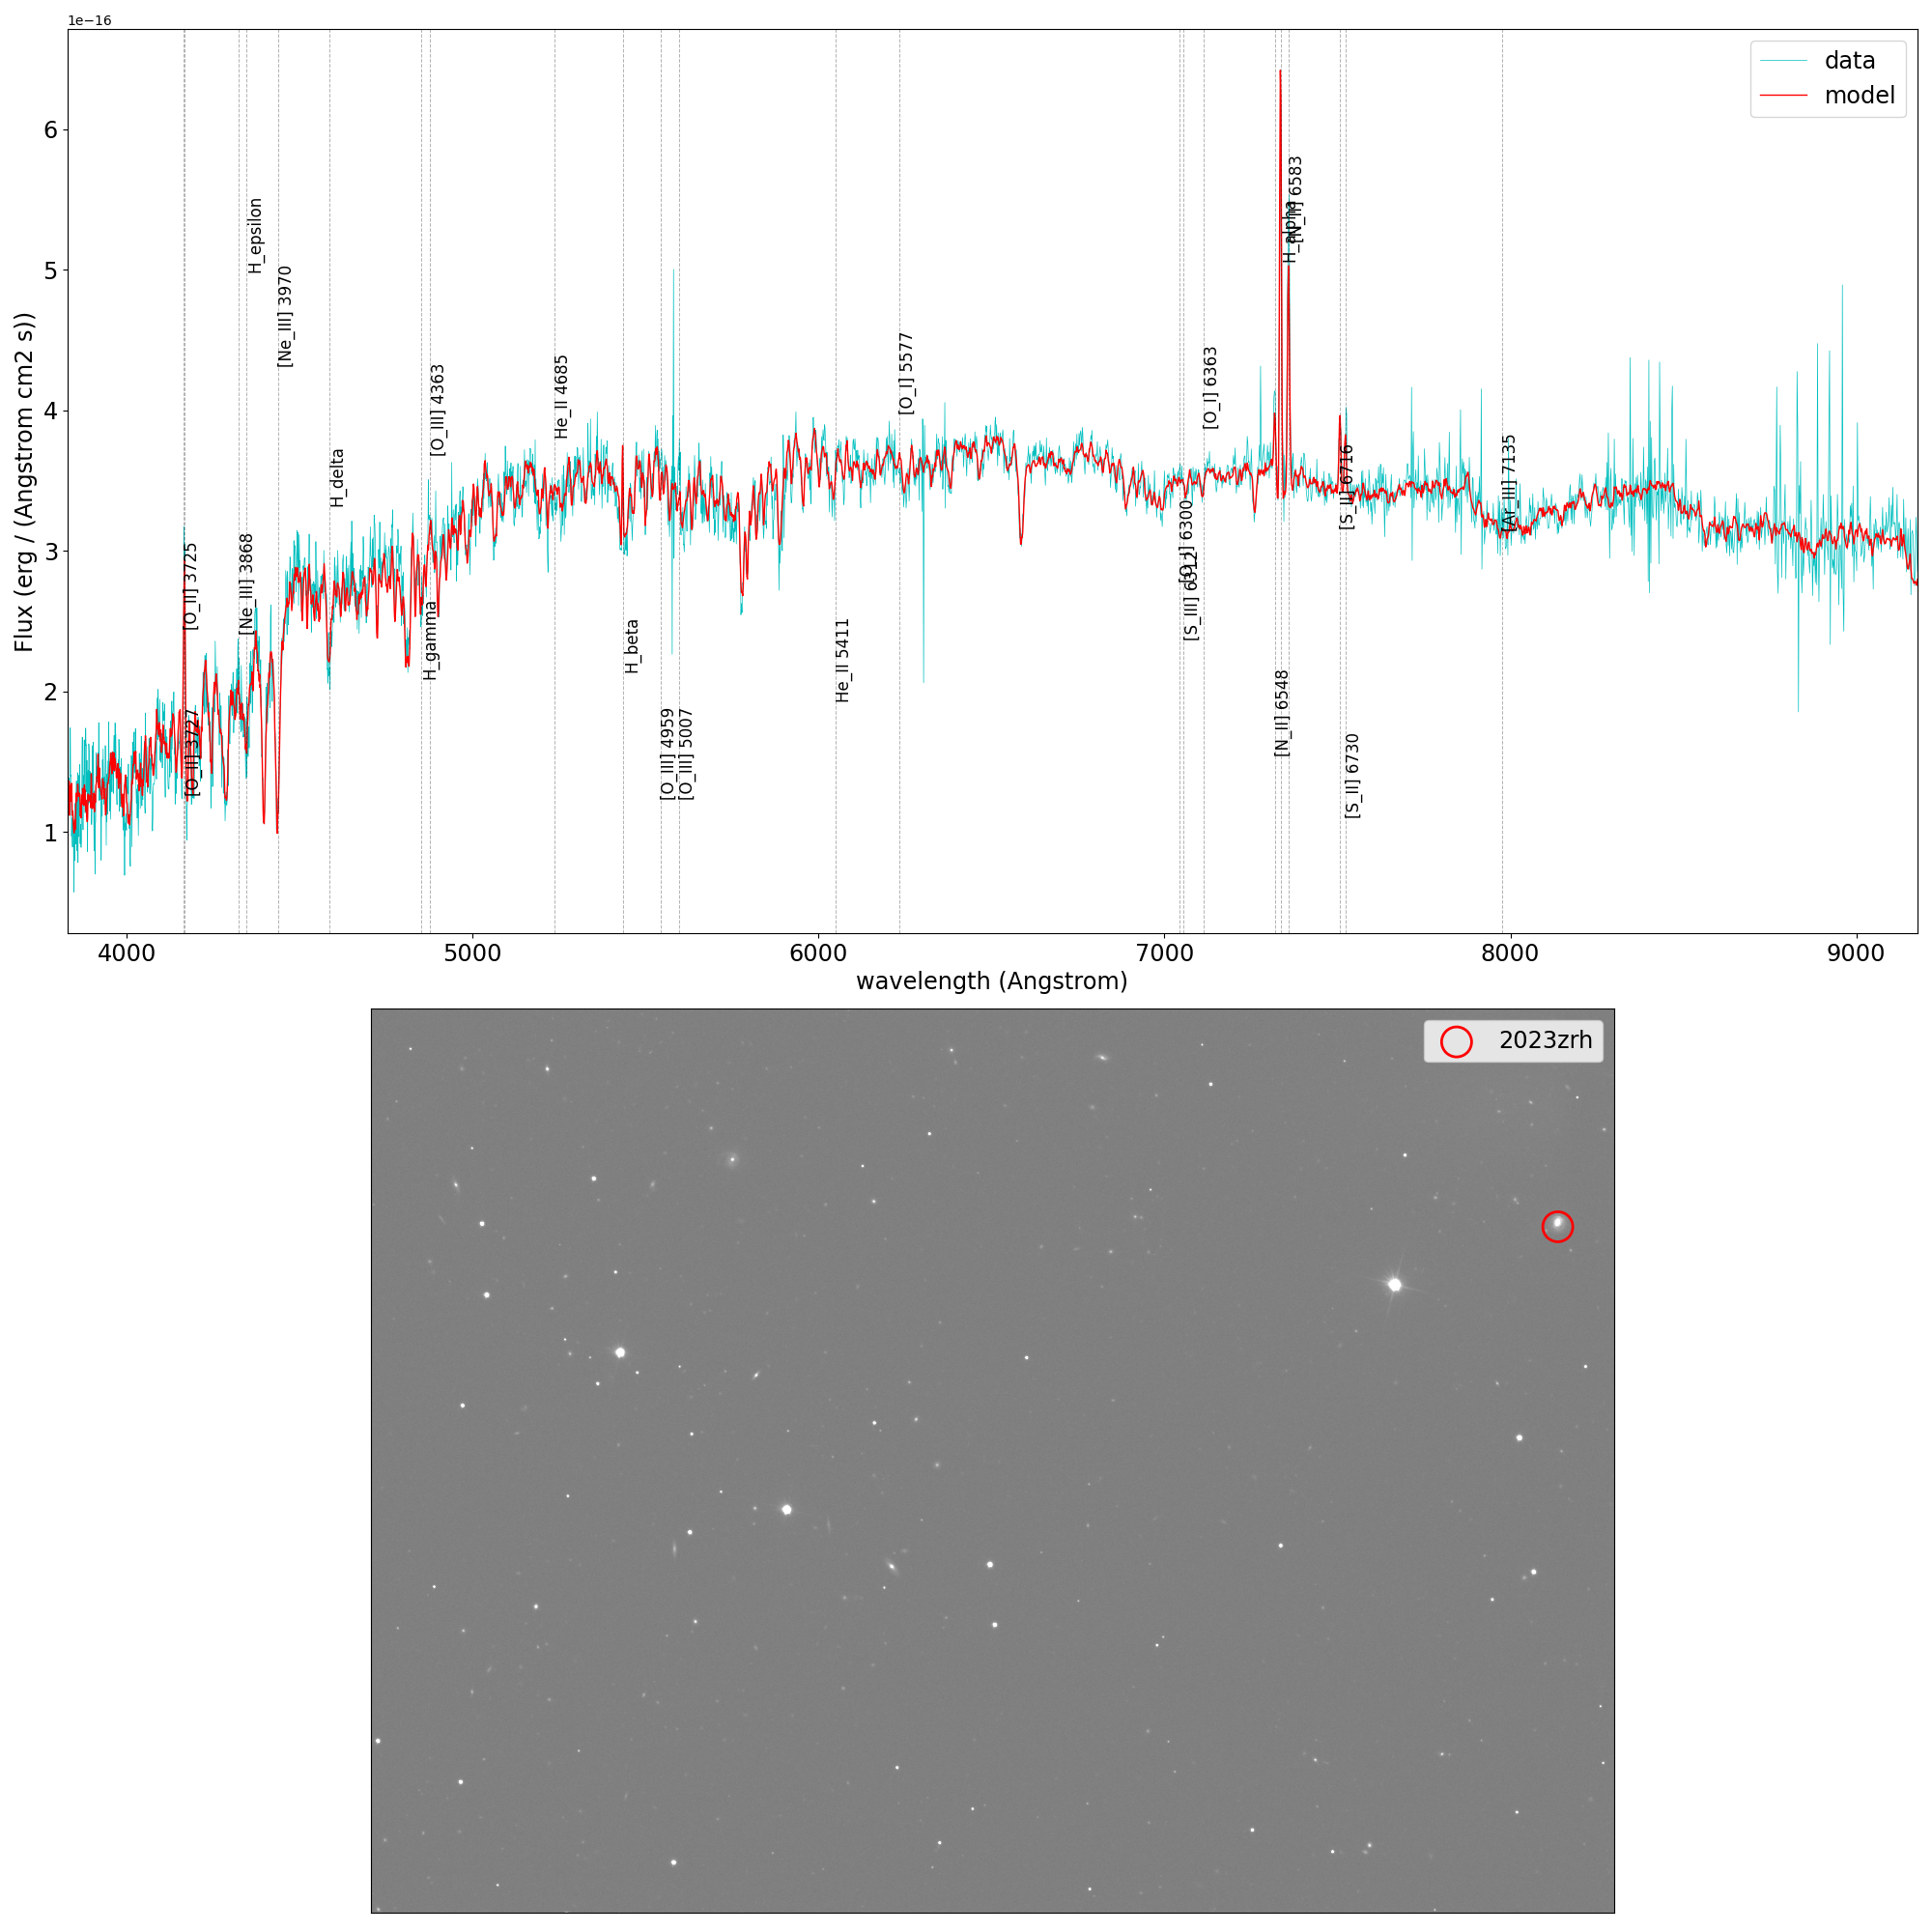 1e−16
data
model
6
5
4
3
2
1
Flux (erg / (Angstrom cm2 s))
[O_II] 3725
[O_II] 3727
[Ne_III] 3868
H_epsilon
[Ne_III] 3970
H_delta
[O_III] 4363
H_gamma
He_II 4685
H_beta
[O_III] 4959
[O_III] 5007
He_II 5411
[O_I] 5577
[O_I] 6300
[S_III] 6312
[O_I] 6363
[N_II] 6548
H_alpha
[N_II] 6583
[S_II] 6716
[S_II] 6730
[Ar_III] 7135
4000
5000
6000
7000
8000
9000
wavelength (Angstrom)
2023zrh